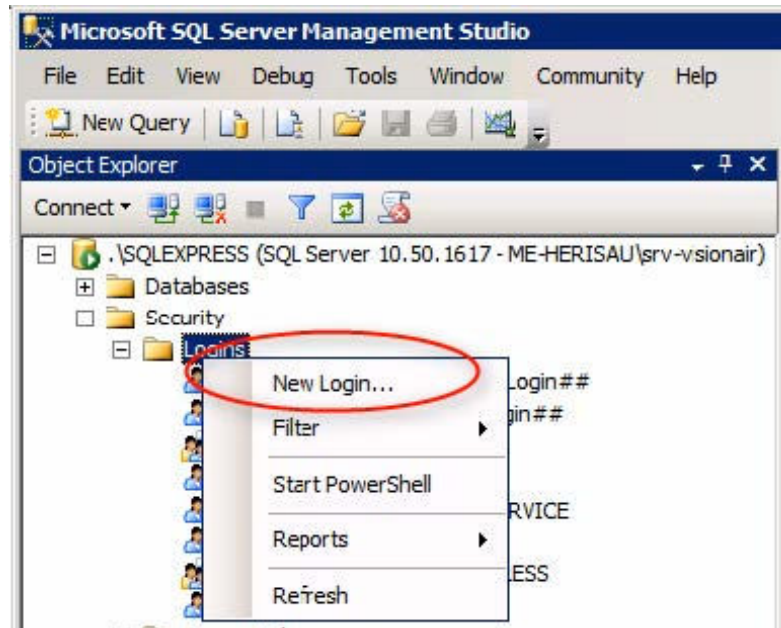 Microsoft SQL Server Management Studio
File Edit View Debug Tools Window Community Help
New Query
Object Explorer
Connect
.\SQLEXPRESS (SQL Server 10.50.1617 - ME-HERISAU\srv-visionair)
Databases
Security
Logins
New Login...
Login##
Filter
gin##
Start PowerShell
RVICE
Reports
ESS
Refresh